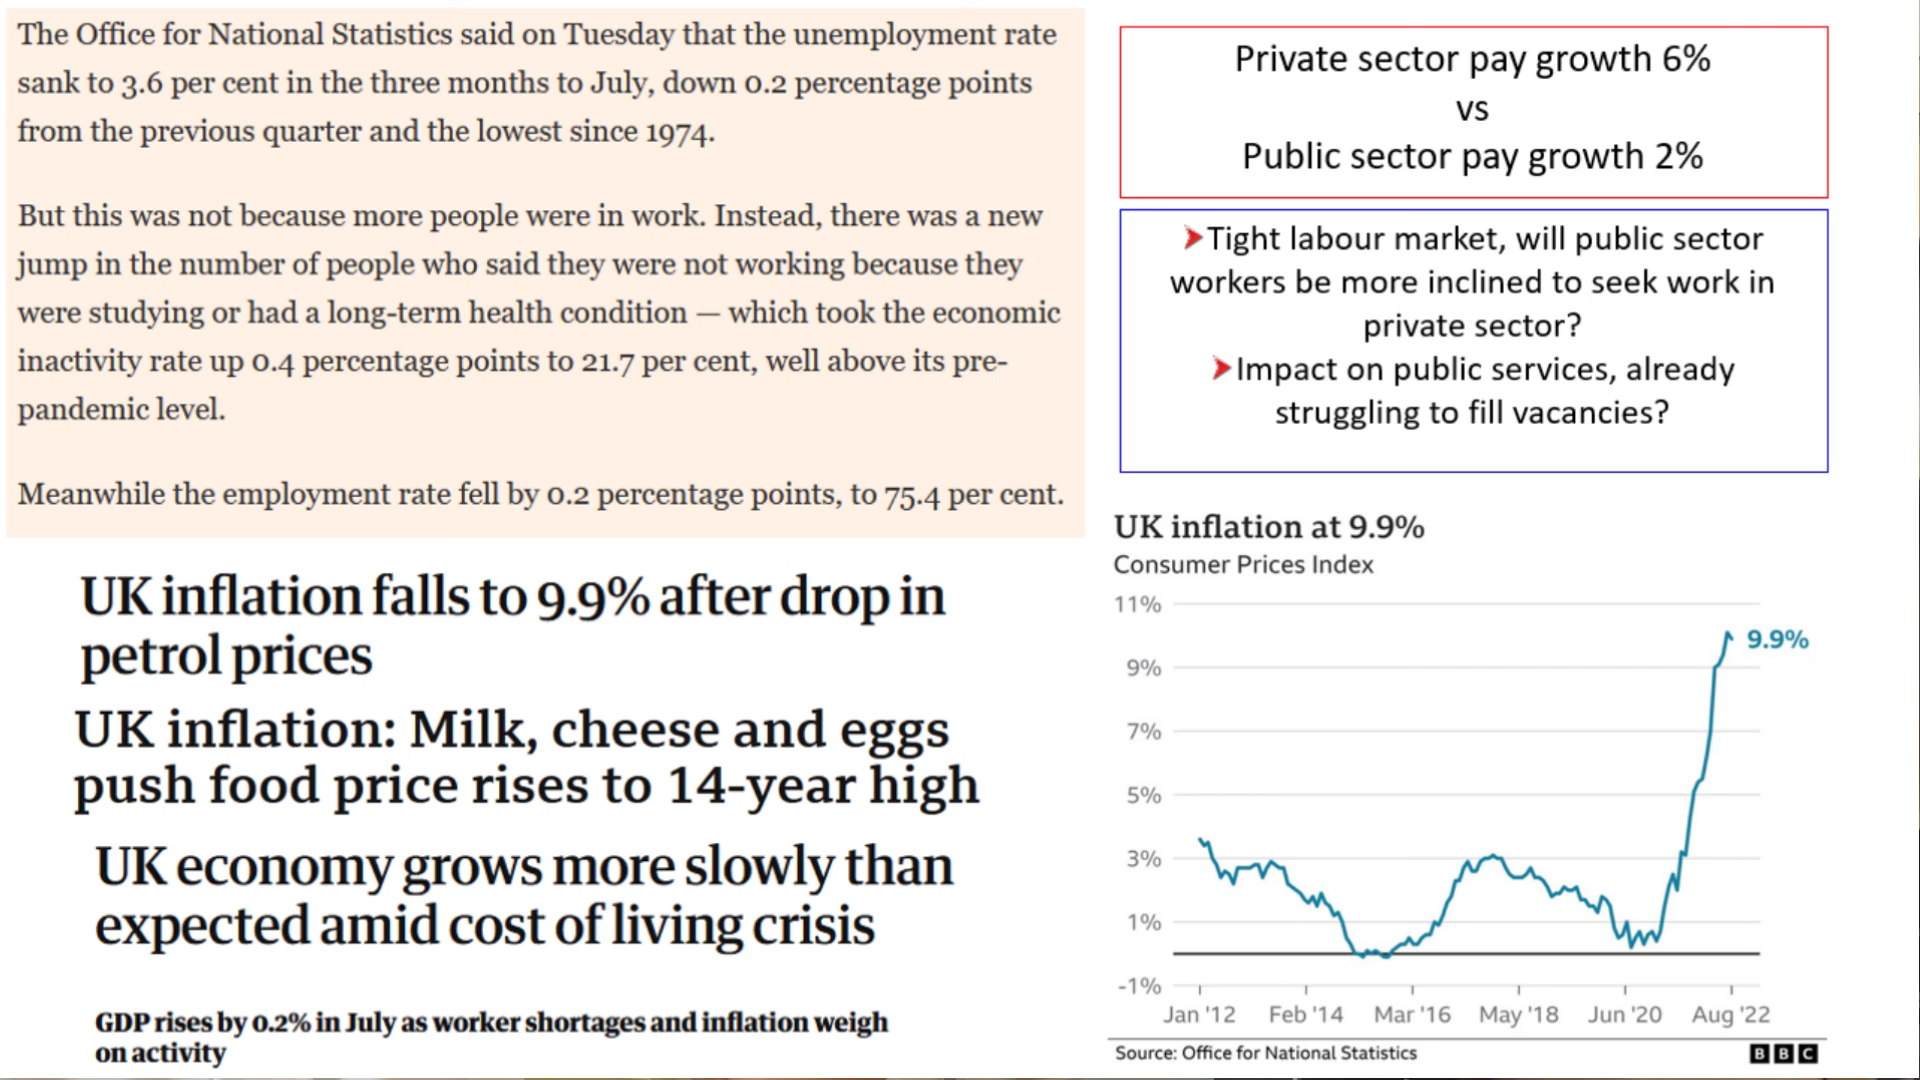 The Office for National Statistics said on Tuesday that the unemployment rate
sank to 3.6 per cent in the three months to July, down 0.2 percentage points
from the previous quarter and the lowest since 1974.
But this was not because more people were in work. Instead, there was a new
jump in the number of people who said they were not working because they
were studying or had a long-term health condition — which took the economic
inactivity rate up 0.4 percentage points to 21.7 per cent, well above its pre-
pandemic level.
Meanwhile the employment rate fell by 0.2 percentage points, to 75.4 per cent.
UK inflation falls to 9.9% after drop in
petrol prices
UK inflation: Milk, cheese and eggs
push food price rises to 14-year high
UK economy grows more slowly than
expected amid cost of living crisis
GDP rises by 0.2% in July as worker shortages and inflation weigh
on activity
Private sector pay growth 6%
vs
Public sector pay growth 2%
➤Tight labour market, will public sector
workers be more inclined to seek work in
private sector?
➤Impact on public services, already
struggling to fill vacancies?
UK inflation at 9.9%
Consumer Prices Index
11%
9.9%
9%
7%
5%
3%
1%
-1%
Jan '12 Feb '14 Mar '16 May '18 Jun '20 Aug '22
Source: Office for National Statistics BBC